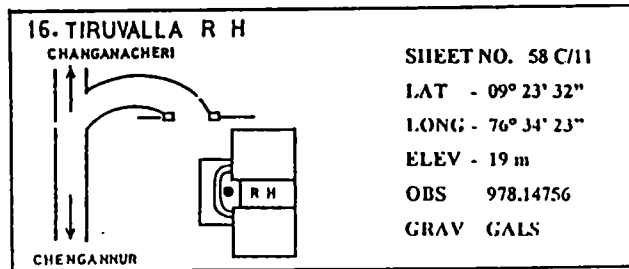 16. TIRUVALLA R H
CHANGANACHERI
CHENGANNUR
R H
SHEET NO. 58 C/11
LAT - 09° 23' 32"
LONG - 76° 34' 23"
ELEV - 19 m
OBS 978.14756
GRAV GALS